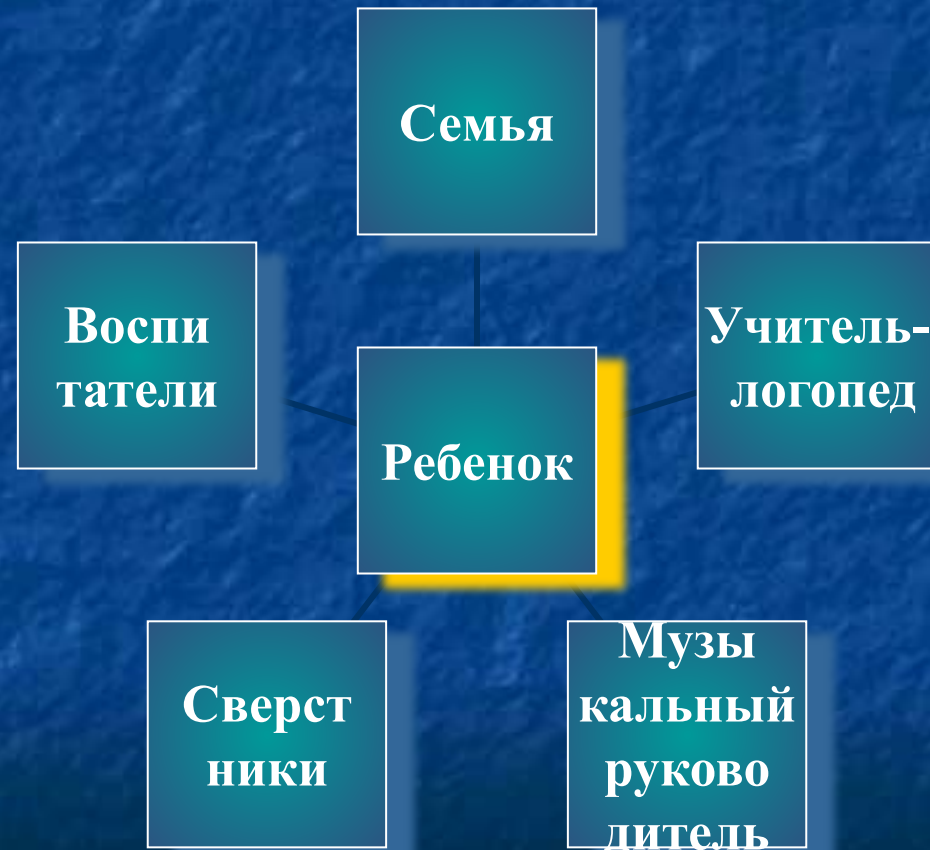 Семья
Воспи
татели
Учитель-
логопед
Ребенок
Сверст
ники
Музы
кальный
руково
дитель